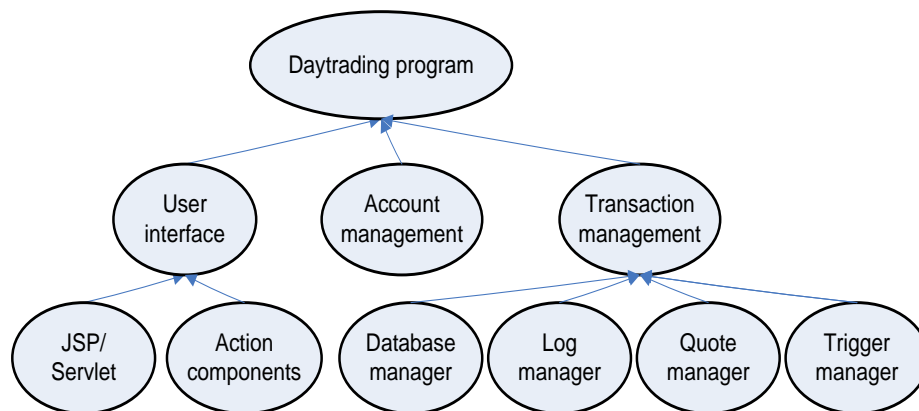 Daytrading program
User
interface
Account
management
Transaction
management
JSP/
Servlet
Action
components
Database
manager
Log
manager
Quote
manager
Trigger
manager